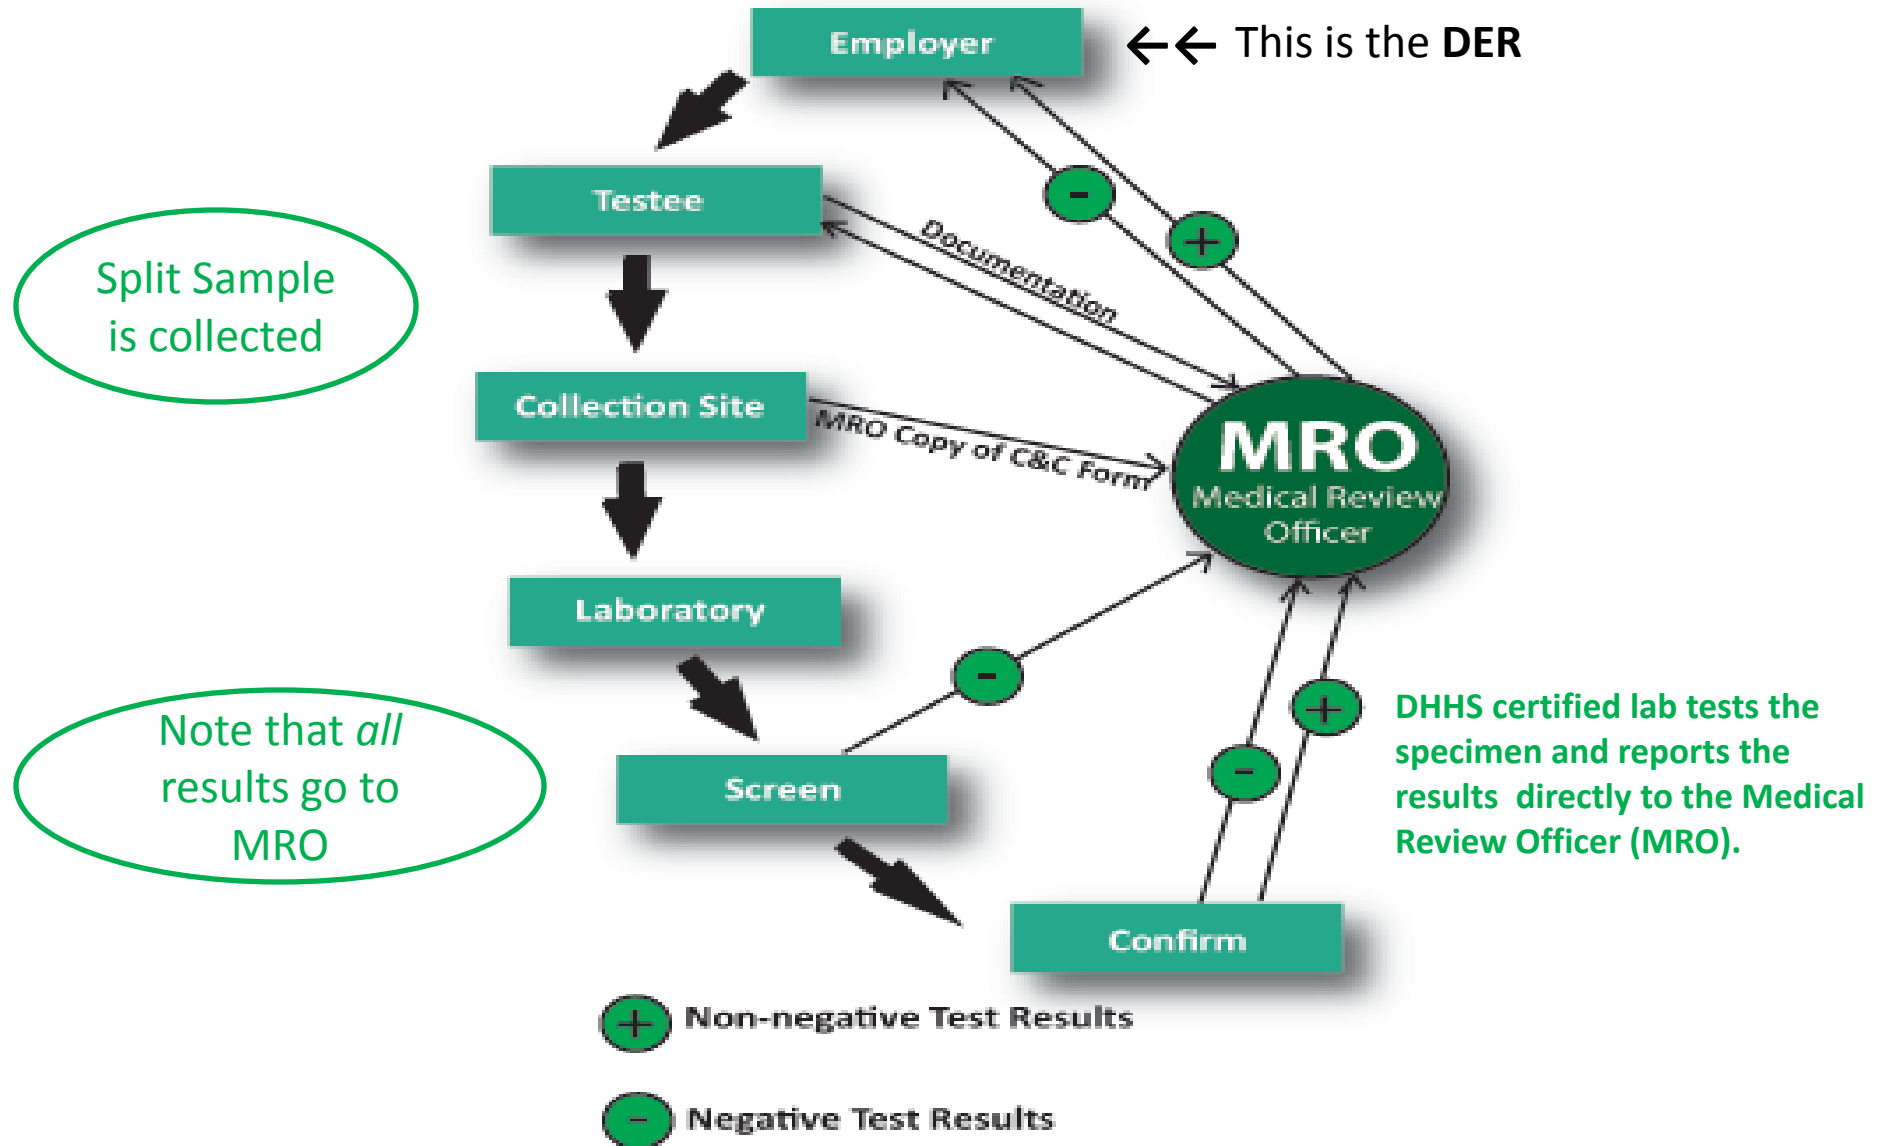 Employer
←← This is the DER
Testee
Split Sample
is collected
Documentation
Collection Site
MRO Copy of C&C Form
MRO
Medical Review
Officer
Laboratory
-
+
Note that all
results go to
MRO
-
Screen
+
-
DHHS certified lab tests the
specimen and reports the
results directly to the Medical
Review Officer (MRO).
Confirm
+ Non-negative Test Results
- Negative Test Results